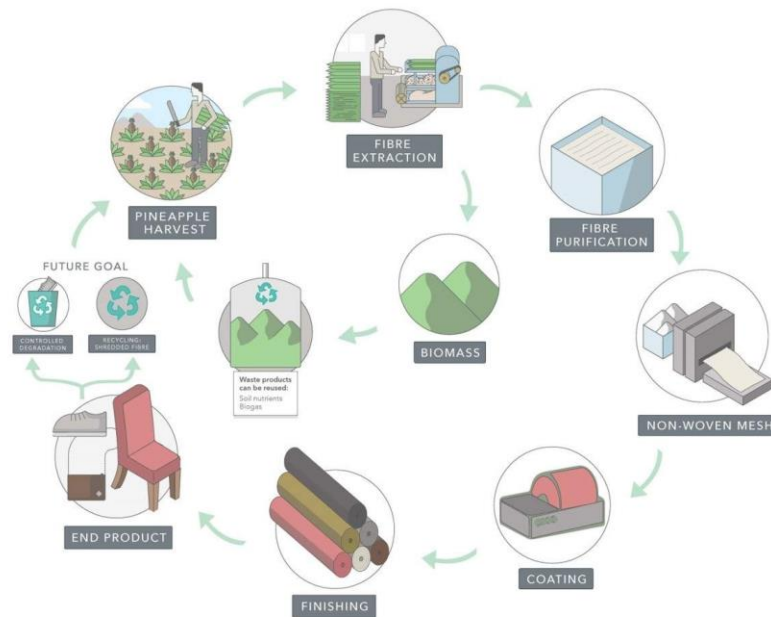 FIBRE
EXTRACTION
PINEAPPLE
HARVEST
FIBRE
PURIFICATION
FUTURE GOAL
CONTROLLED
DEGRADATION
RECYCLING/
SHREDDED FIBRE
BIOMASS
Waste products
can be reused:
Soil nutrients
Biogas
NON-WOVEN MESH
END PRODUCT
COATING
FINISHING